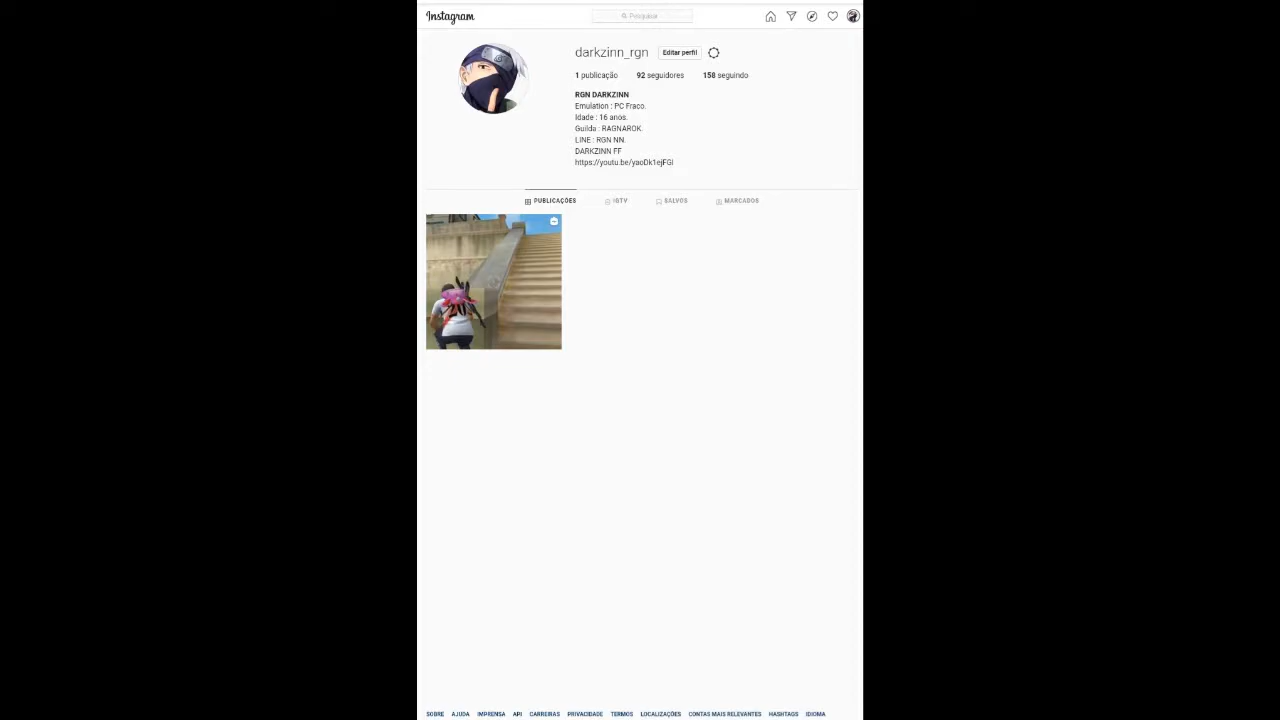 Instagram
Pesquisar
darkzinn_rgn Editar perfil
1 publicação 92 seguidores 158 seguindo
RGN DARKZINN
Emulation : PC Fraco.
Idade : 16 anos.
Guilda : RAGNAROK.
LINE : RGN NN.
DARKZINN FF
https://youtu.be/yaoDk1ejFGI
PUBLICAÇÕES IGTV SALVOS MARCADOS
SOBRE AJUDA IMPRENSA API CARREIRAS PRIVACIDADE TERMOS LOCALIZAÇÕES CONTAS MAIS RELEVANTES HASHTAGS IDIOMA